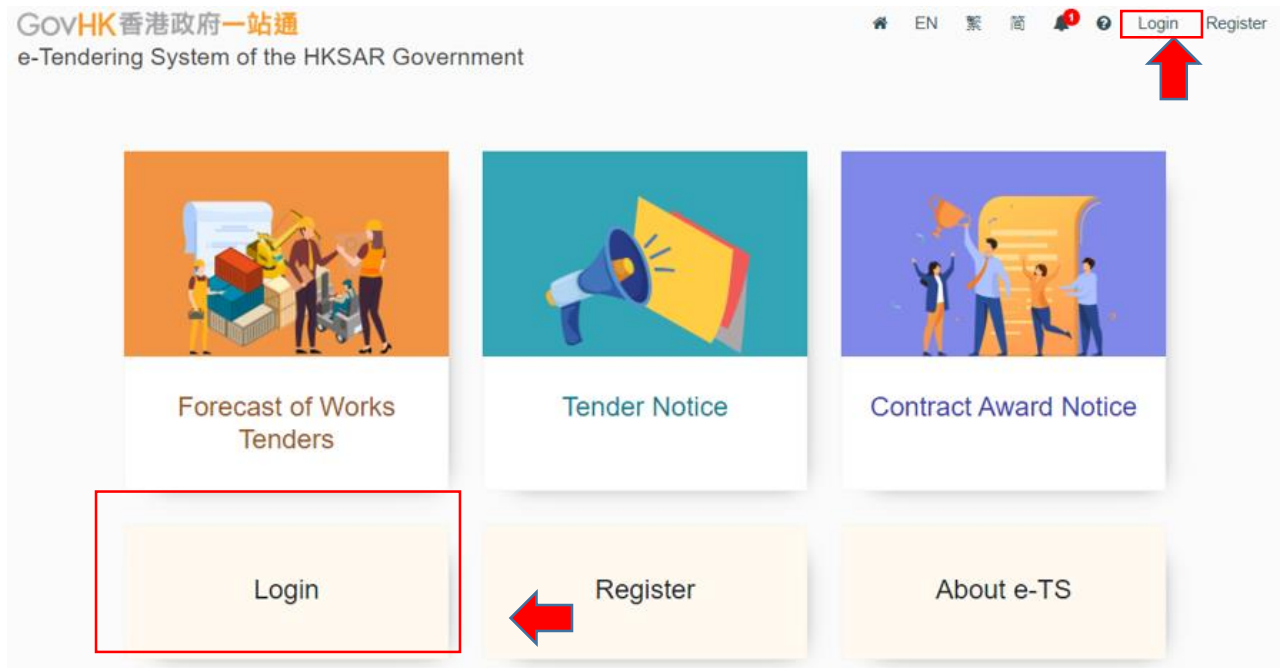 GovHK香港政府一站通
EN 繁 简 1 Login Register
e-Tendering System of the HKSAR Government
Forecast of Works
Tenders
Tender Notice
Contract Award Notice
Login
Register
About e-TS